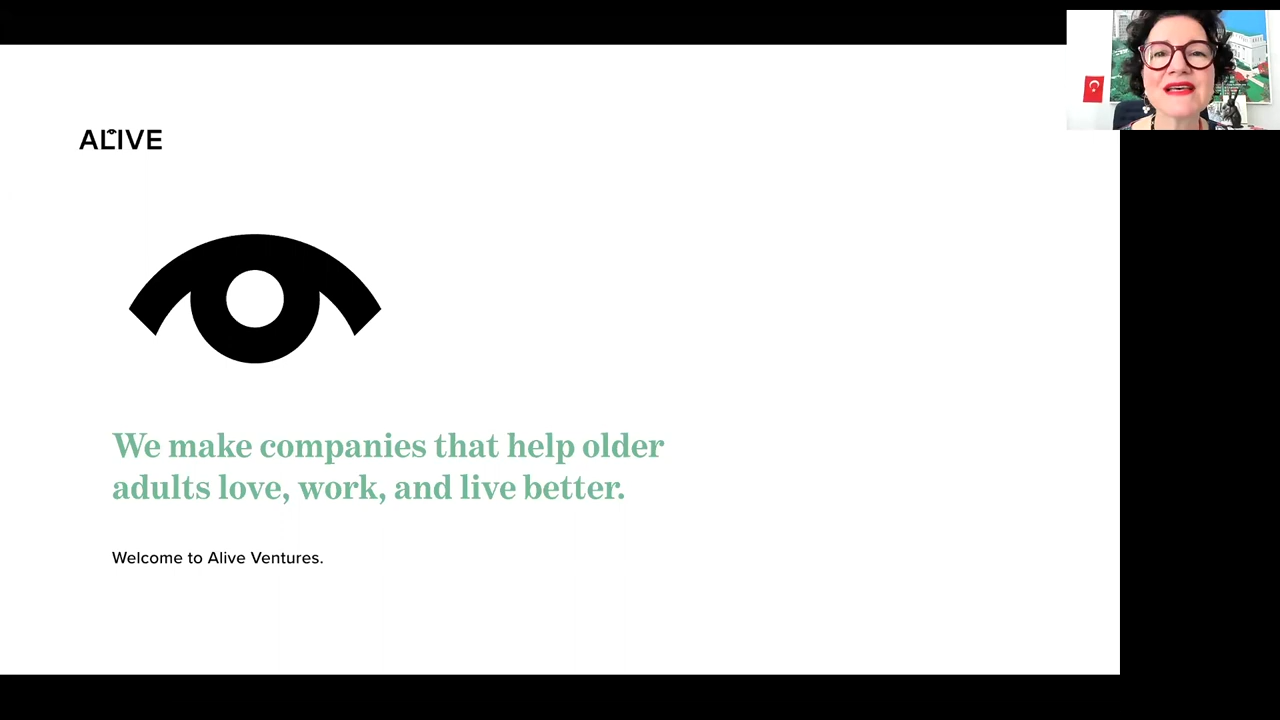 ALIVE
We make companies that help older
adults love, work, and live better.
Welcome to Alive Ventures.